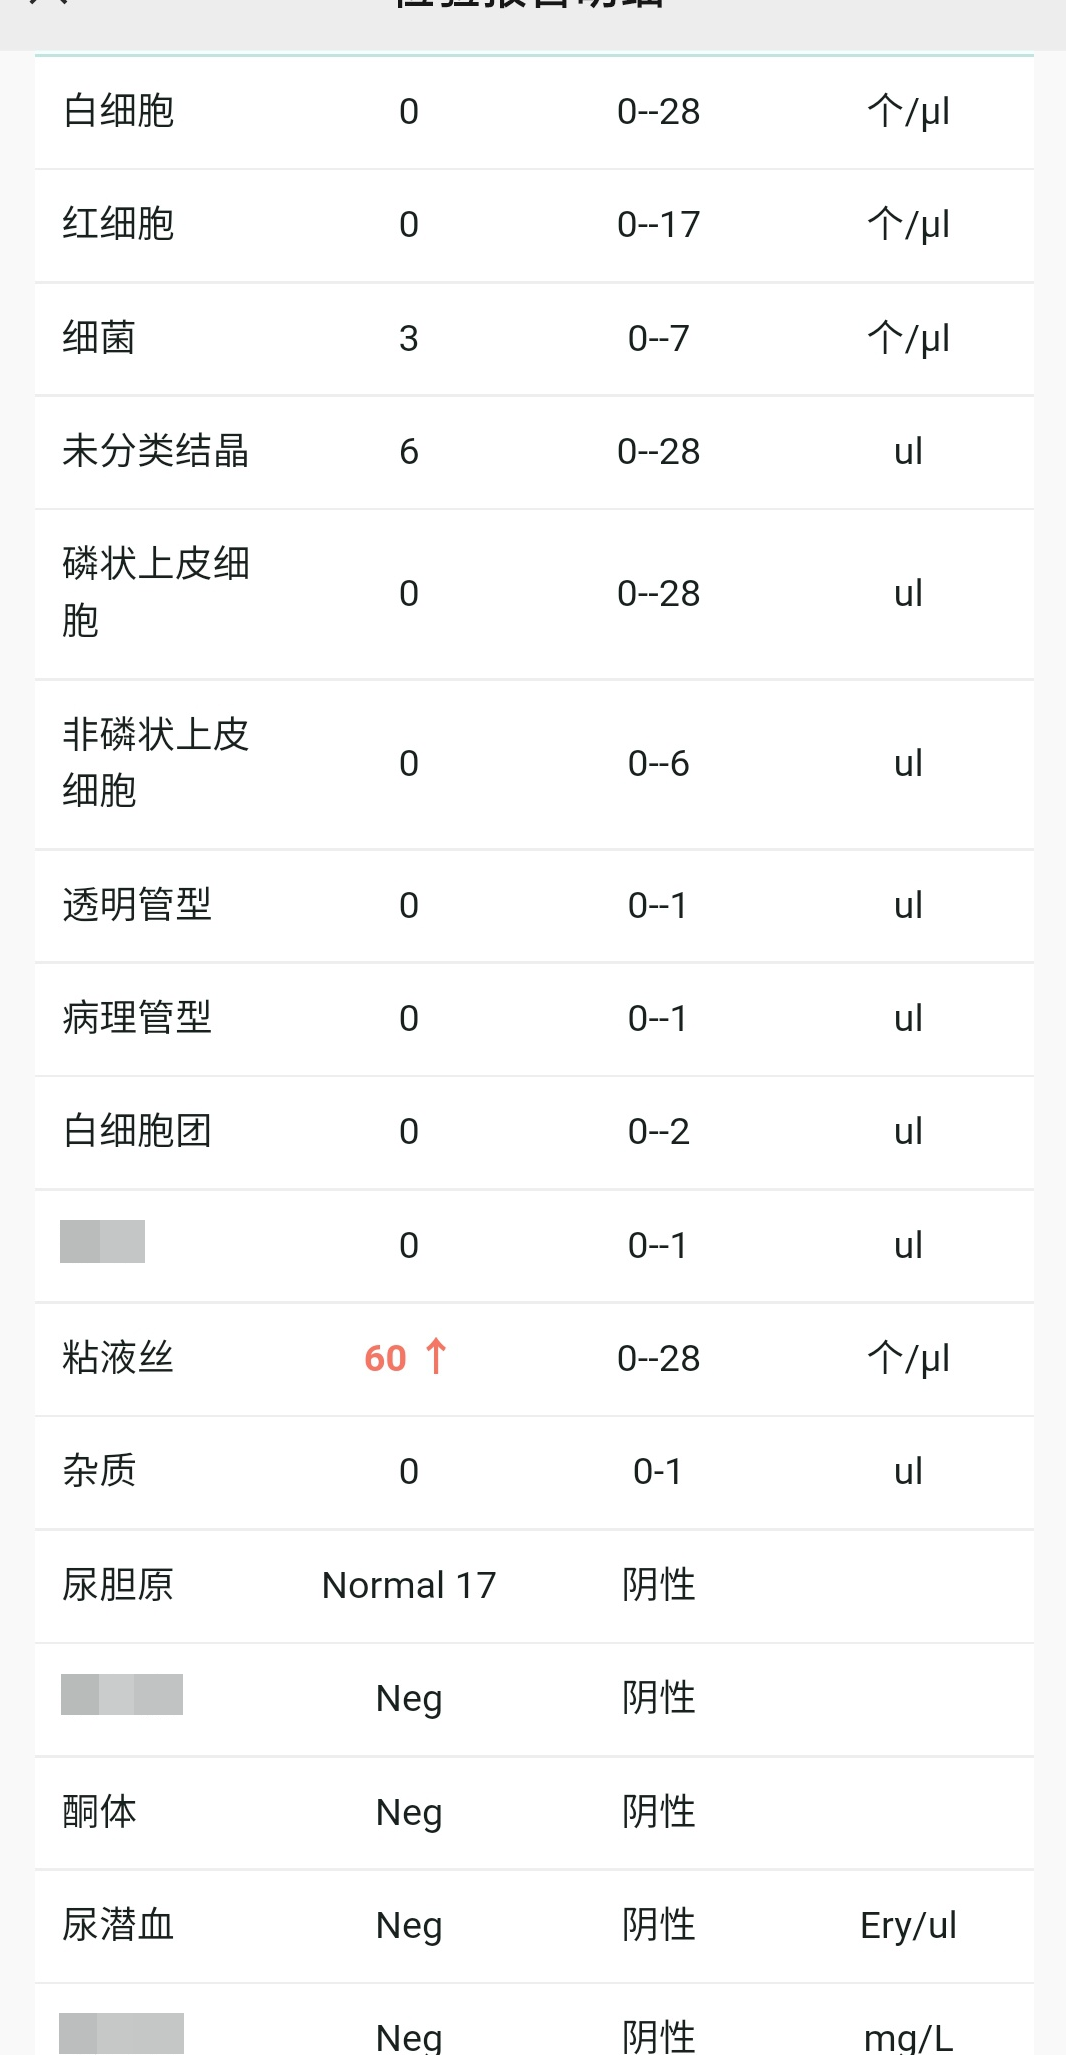 检验报告明细
白细胞 0 0--28 个/μl
红细胞 0 0--17 个/μl
细菌 3 0--7 个/μl
未分类结晶 6 0--28 ul
磷状上皮细
胞 0 0--28 ul
非磷状上皮
细胞 0 0--6 ul
透明管型 0 0--1 ul
病理管型 0 0--1 ul
白细胞团 0 0--2 ul
0 0--1 ul
粘液丝 60 ↑ 0--28 个/μl
杂质 0 0-1 ul
尿胆原 Normal 17 阴性
Neg 阴性
酮体 Neg 阴性
尿潜血 Neg 阴性 Ery/ul
Neg 阴性 mg/L